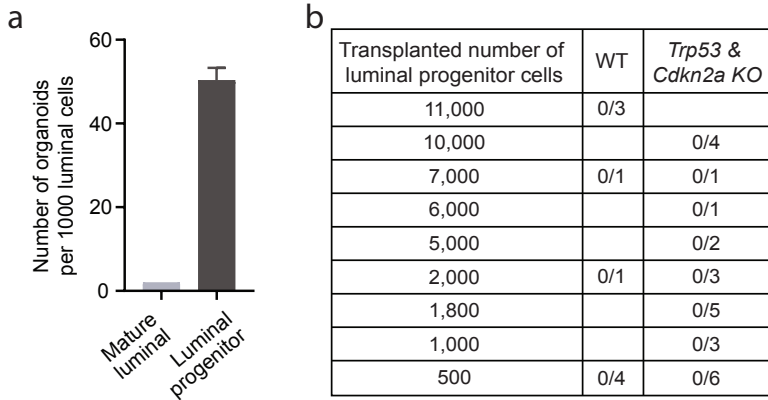 a
60
40
20
0
Number of organoids
per 1000 luminal cells
Mature
luminal
Luminal
progenitor
b
Transplanted number of
luminal progenitor cells
WT
Trp53 &
Cdkn2a KO
11,000 0/3
10,000 0/4
7,000 0/1 0/1
6,000 0/1
5,000 0/2
2,000 0/1 0/3
1,800 0/5
1,000 0/3
500 0/4 0/6